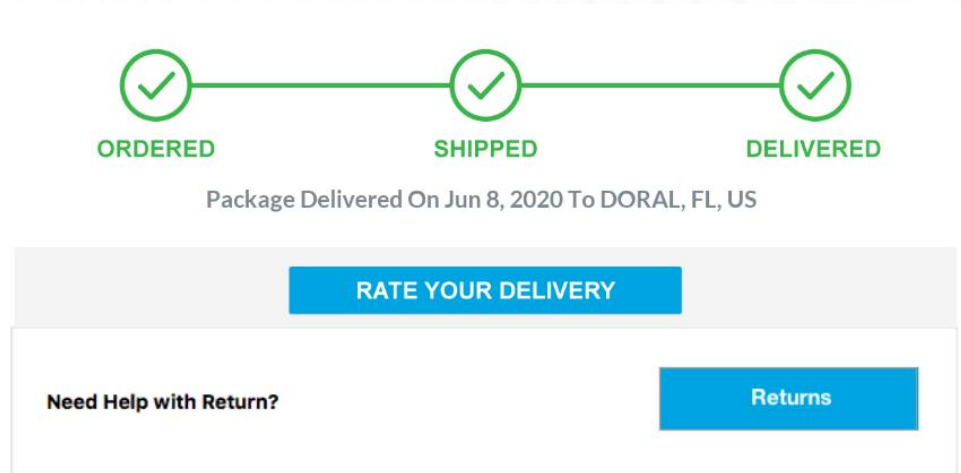 ORDERED SHIPPED DELIVERED
Package Delivered On Jun 8, 2020 To DORAL, FL, US
RATE YOUR DELIVERY
Need Help with Return? Returns